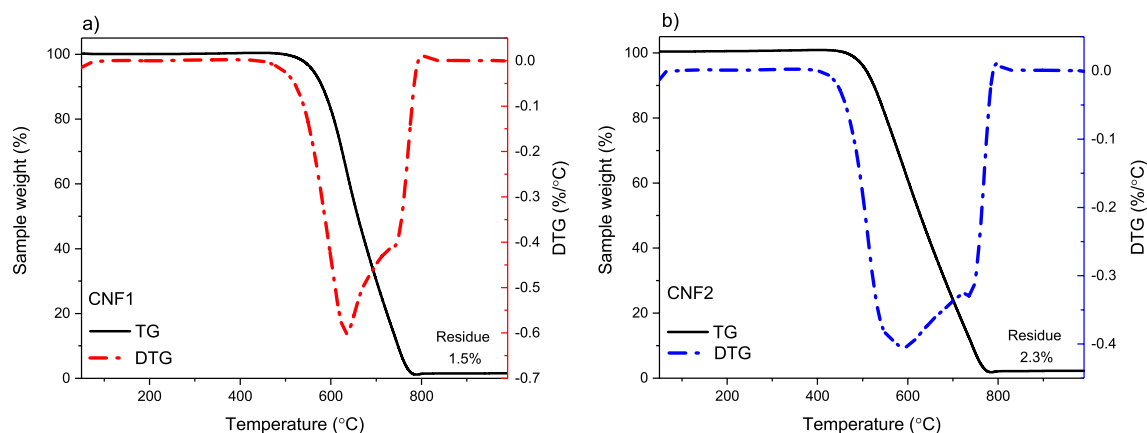 a)
100
80
60
40
20
0
Sample weight (%)
200
400
600
800
Temperature (°C)
0.0
-0.1
-0.2
-0.3
-0.4
-0.5
-0.6
-0.7
DTG (%/°C)
CNF1
TG
DTG
Residue
1.5%
b)
100
80
60
40
20
0
Sample weight (%)
200
400
600
800
Temperature (°C)
0.0
-0.1
-0.2
-0.3
-0.4
DTG (%/°C)
CNF2
TG
DTG
Residue
2.3%